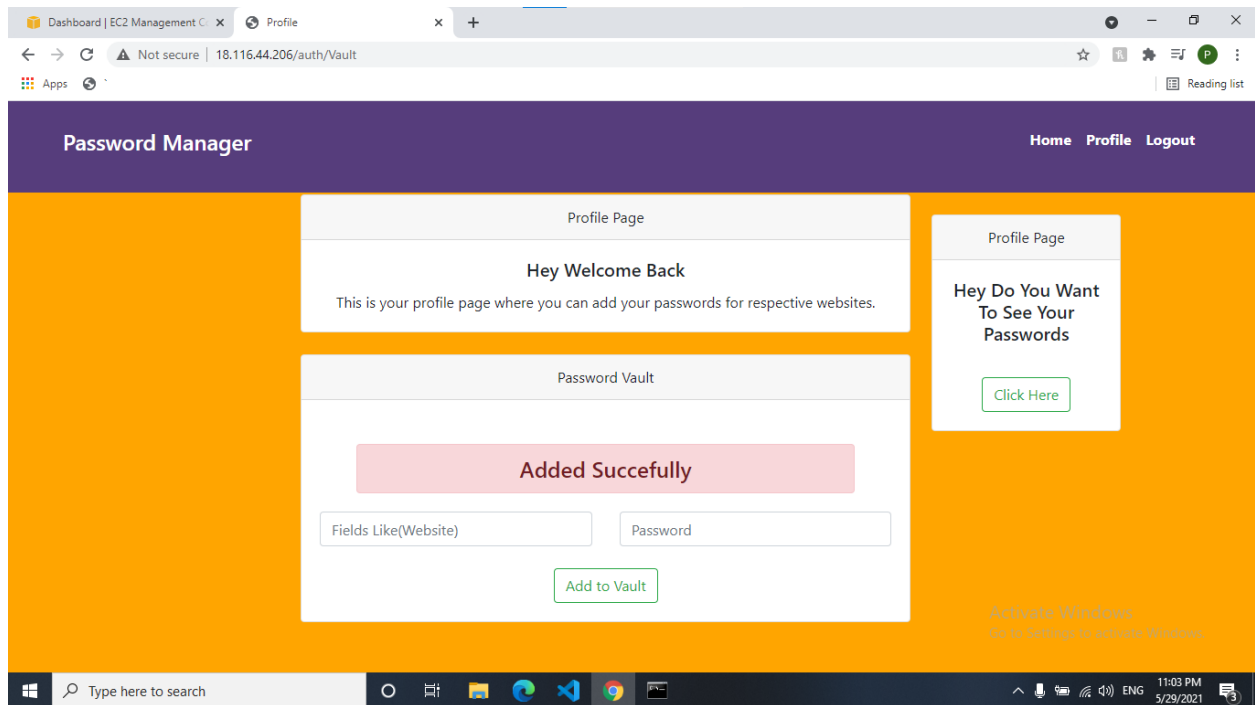 Dashboard | EC2 Management C
Profile
Not secure | 18.116.44.206/auth/Vault
P
Apps
`
Reading list
Password Manager
Home Profile Logout
Profile Page
Hey Welcome Back
This is your profile page where you can add your passwords for respective websites.
Profile Page
Hey Do You Want
To See Your
Passwords
Click Here
Password Vault
Added Succefully
Fields Like(Website)
Password
Add to Vault
Activate Windows
Go to Settings to activate Windows.
Type here to search
ENG
11:03 PM
5/29/2021
3